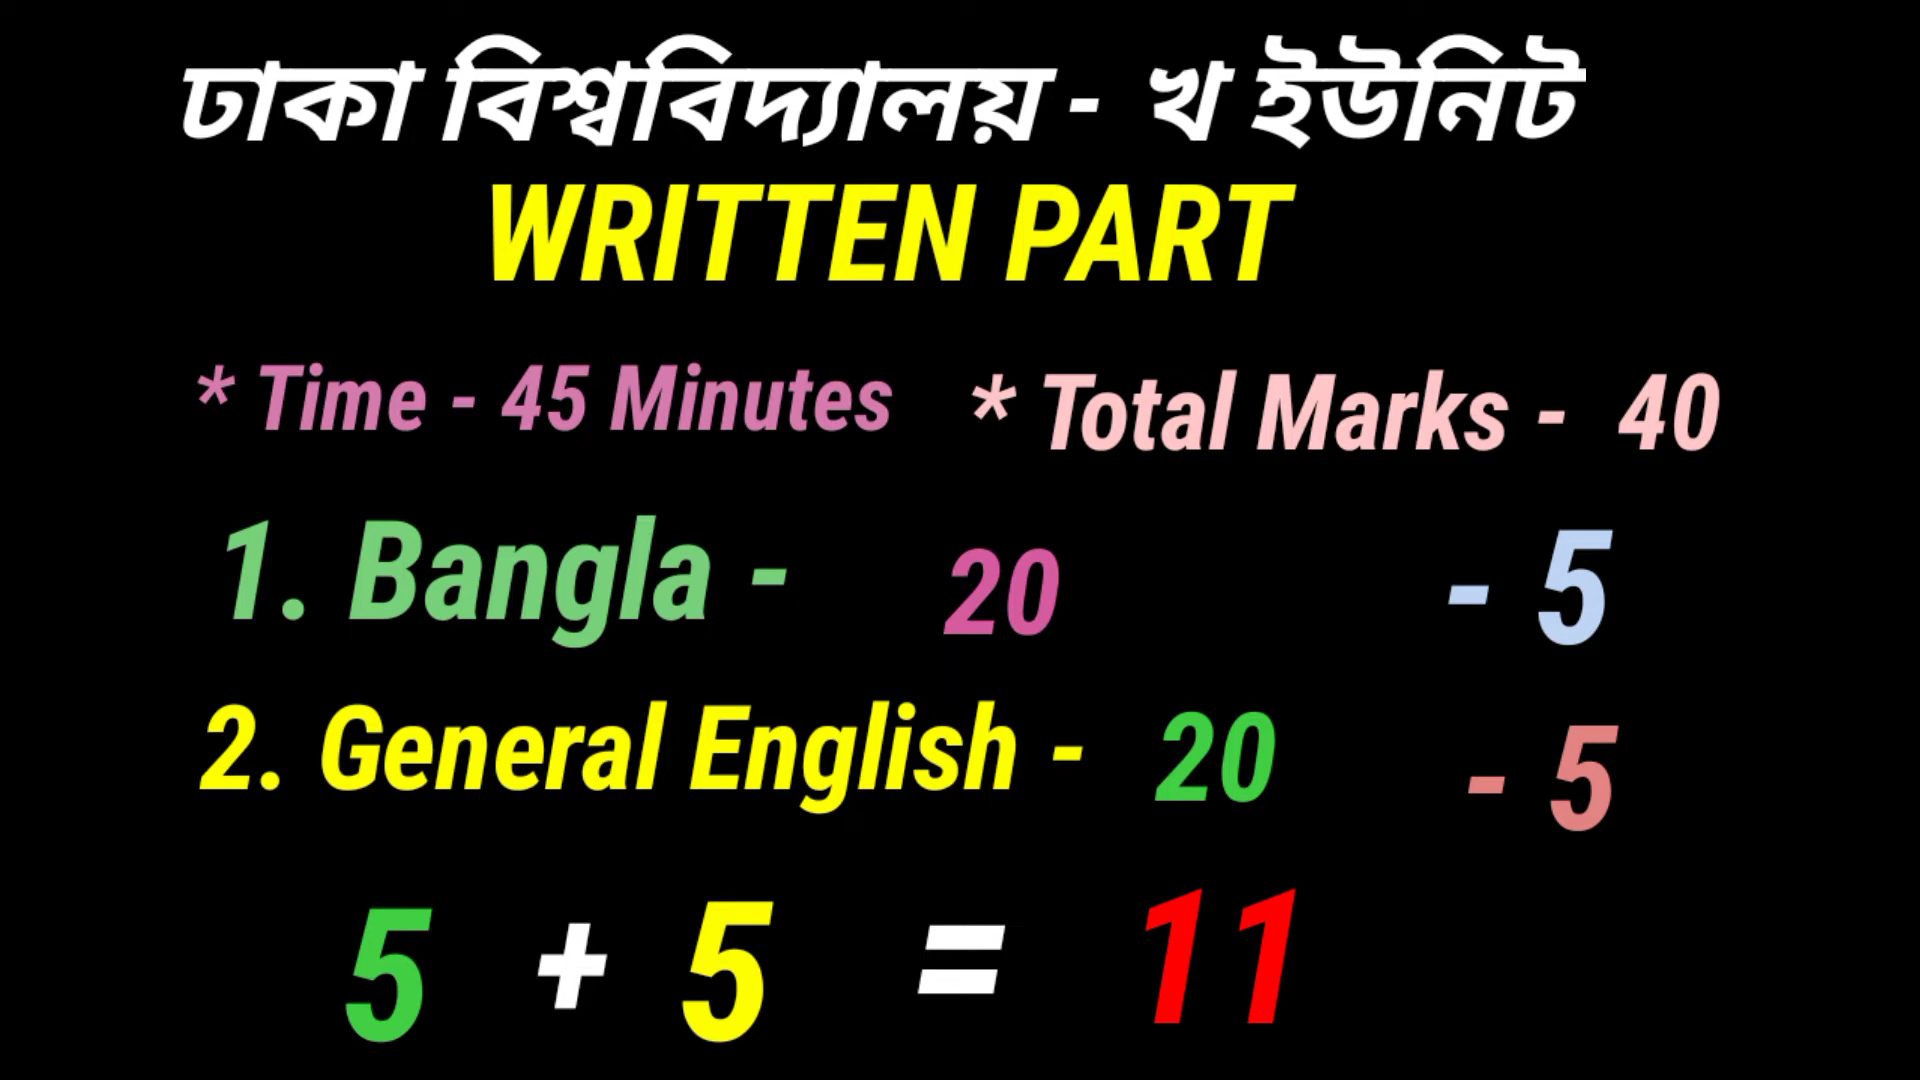 ঢাকা বিশ্ববিদ্যালয় - খ ইউনিট
WRITTEN PART
* Time - 45 Minutes * Total Marks - 40
1. Bangla - 20 - 5
2. General English - 20 - 5
5 + 5 = 11